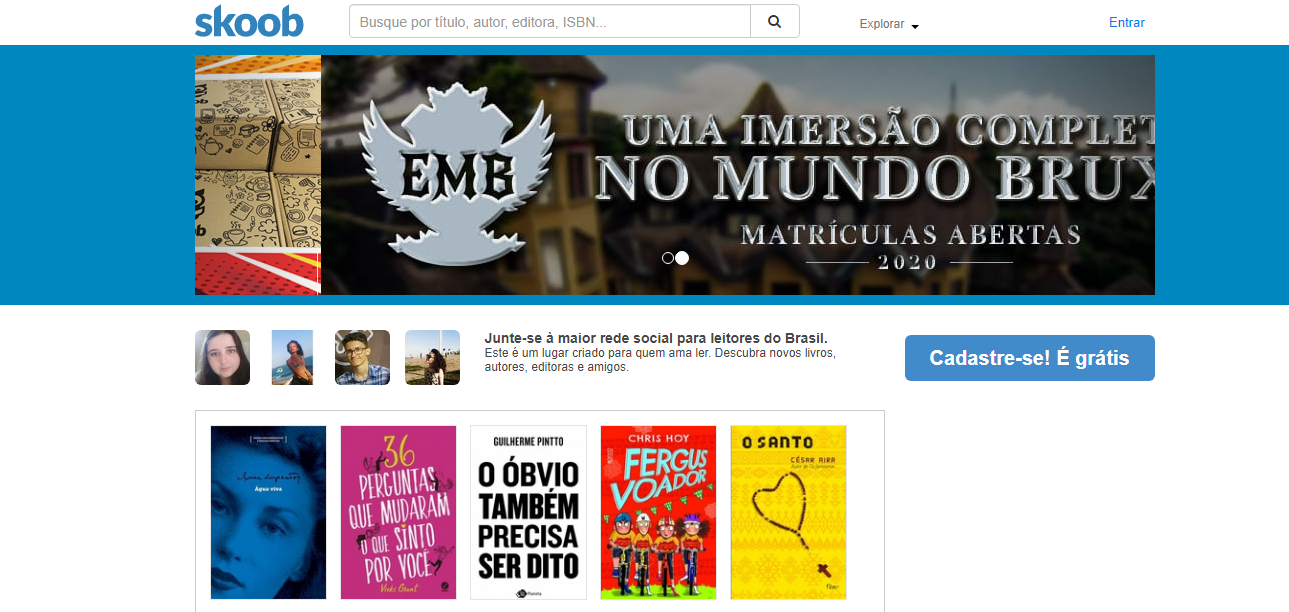 skoob
Busque por título, autor, editora, ISBN...
Explorar
Entrar
EMB
UMA IMERSÃO COMPLET
NO MUNDO BRUX
MATRÍCULAS ABERTAS
2020
Junte-se à maior rede social para leitores do Brasil.
Este é um lugar criado para quem ama ler. Descubra novos livros,
autores, editoras e amigos.
Cadastre-se! É grátis
Água viva
36
PERGUNTAS
QUE MUDARAM
O QUE SINTO
POR VOCÊ
Vicki Grant
GUILHERME PINTTO
O ÓBVIO
TAMBÉM
PRECISA
SER DITO
Planeta
CHRIS HOY
FERGUS
VOADOR
O SANTO
CÉSAR AIRA